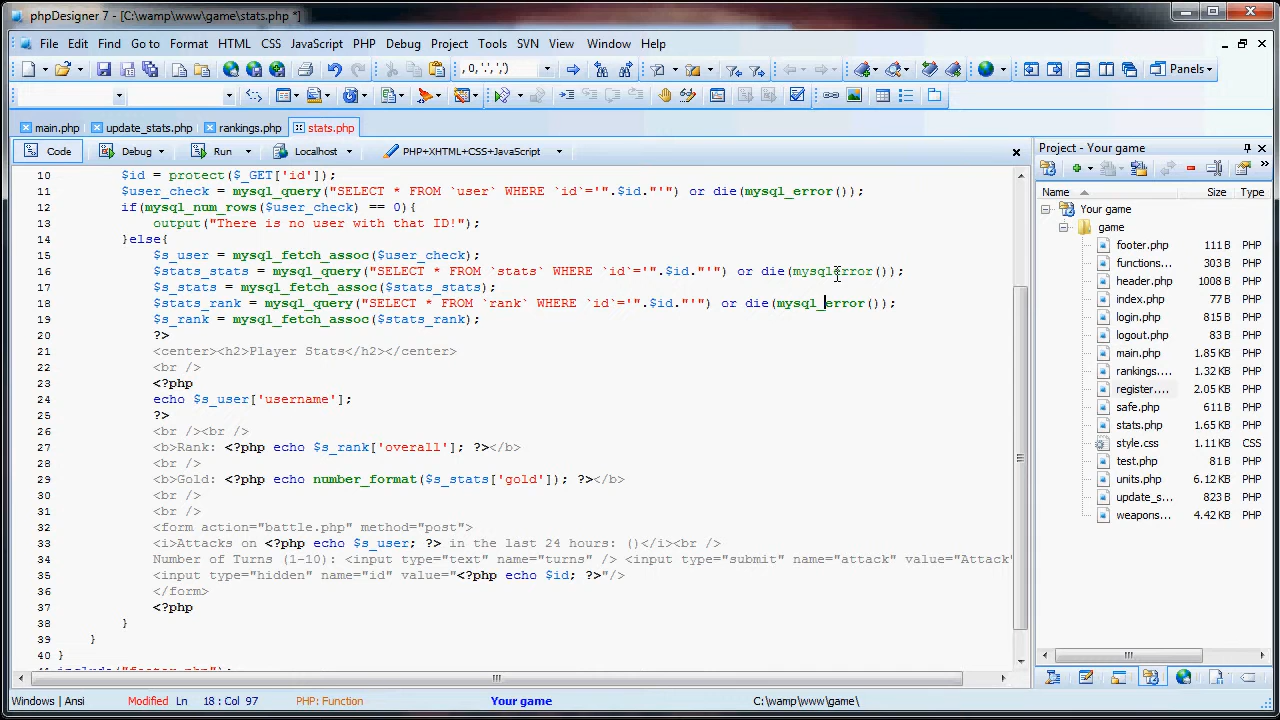 phpDesigner 7 - [C:\wamp\www\game\stats.php *]
File Edit Find Go to Format HTML CSS JavaScript PHP Debug Project Tools SVN View Window Help
, 0,'.',',') Panels
main.php update_stats.php rankings.php stats.php
Code Debug Run Localhost PHP+XHTML+CSS+JavaScript
10 $id = protect($_GET['id']);
11 $user_check = mysql_query("SELECT * FROM `user` WHERE `id`='".$id."'") or die(mysql_error());
12 if(mysql_num_rows($user_check) == 0){
13 output("There is no user with that ID!");
14 }else{
15 $s_user = mysql_fetch_assoc($user_check);
16 $stats_stats = mysql_query("SELECT * FROM `stats` WHERE `id`='".$id."'") or die(mysql_error());
17 $s_stats = mysql_fetch_assoc($stats_stats);
18 $stats_rank = mysql_query("SELECT * FROM `rank` WHERE `id`='".$id."'") or die(mysql_error());
19 $s_rank = mysql_fetch_assoc($stats_rank);
20 ?>
21 <center><h2>Player Stats</h2></center>
22 <br />
23 <?php
24 echo $s_user['username'];
25 ?>
26 <br /><br />
27 <b>Rank: <?php echo $s_rank['overall']; ?></b>
28 <br />
29 <b>Gold: <?php echo number_format($s_stats['gold']); ?></b>
30 <br />
31 <br />
32 <form action="battle.php" method="post">
33 <i>Attacks on <?php echo $s_user; ?> in the last 24 hours: ()</i><br />
34 Number of Turns (1-10): <input type="text" name="turns" /> <input type="submit" name="attack" value="Attack"
35 <input type="hidden" name="id" value="<?php echo $id; ?>"/>
36 </form>
37 <?php
38 }
39 }
40 }
Project - Your game
Name Size Type
Your game
game
footer.php 111 B PHP
functions... 303 B PHP
header.php 1008 B PHP
index.php 77 B PHP
login.php 815 B PHP
logout.php 83 B PHP
main.php 1.85 KB PHP
rankings.... 1.32 KB PHP
register.... 2.05 KB PHP
safe.php 611 B PHP
stats.php 1.65 KB PHP
style.css 1.11 KB CSS
test.php 81 B PHP
units.php 6.12 KB PHP
update_s... 823 B PHP
weapons... 4.42 KB PHP
Windows | Ansi Modified Ln 18 : Col 97 PHP: Function Your game C:\wamp\www\game\